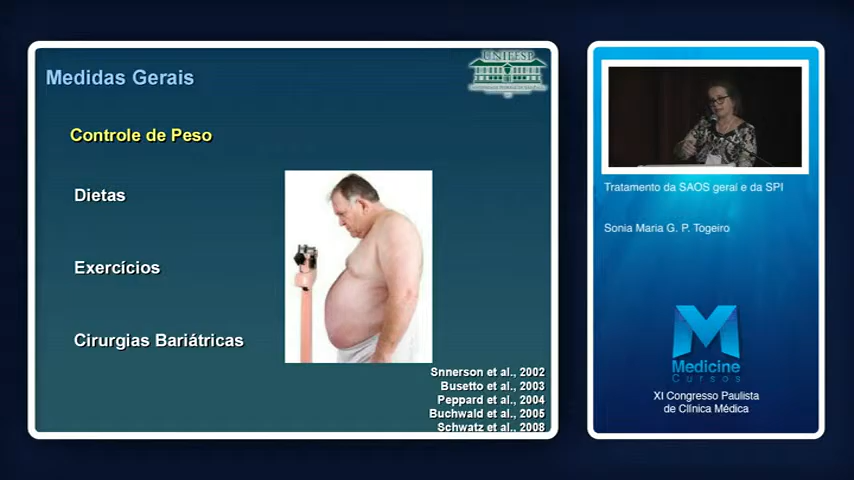 Medidas Gerais
UNIFESP
Controle de Peso
Dietas
Exercícios
Cirurgias Bariátricas
Snnerson et al., 2002
Busetto et al., 2003
Peppard et al., 2004
Buchwald et al., 2005
Schwatz et al., 2008
Tratamento da SAOS geral e da SPI
Sonia Maria G. P. Togeiro
Medicine
Cursos
XI Congresso Paulista
de Clínica Médica